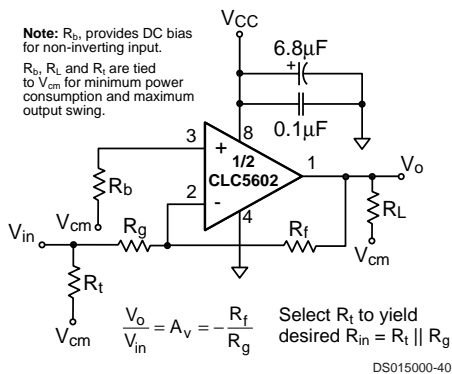 Note: Rb, provides DC bias
for non-inverting input.
Rb, RL and Rt are tied
to Vcm for minimum power
consumption and maximum
output swing.
VCC
6.8µF
+
0.1µF
3
+
8
1/2
CLC5602
1
Vo
2
-
4
Rb
Vcm
Vin
Rg
Rf
RL
Vcm
Rt
Vcm
Vo/Vin = Av = -Rf/Rg
Select Rt to yield
desired Rin = Rt || Rg
DS015000-40